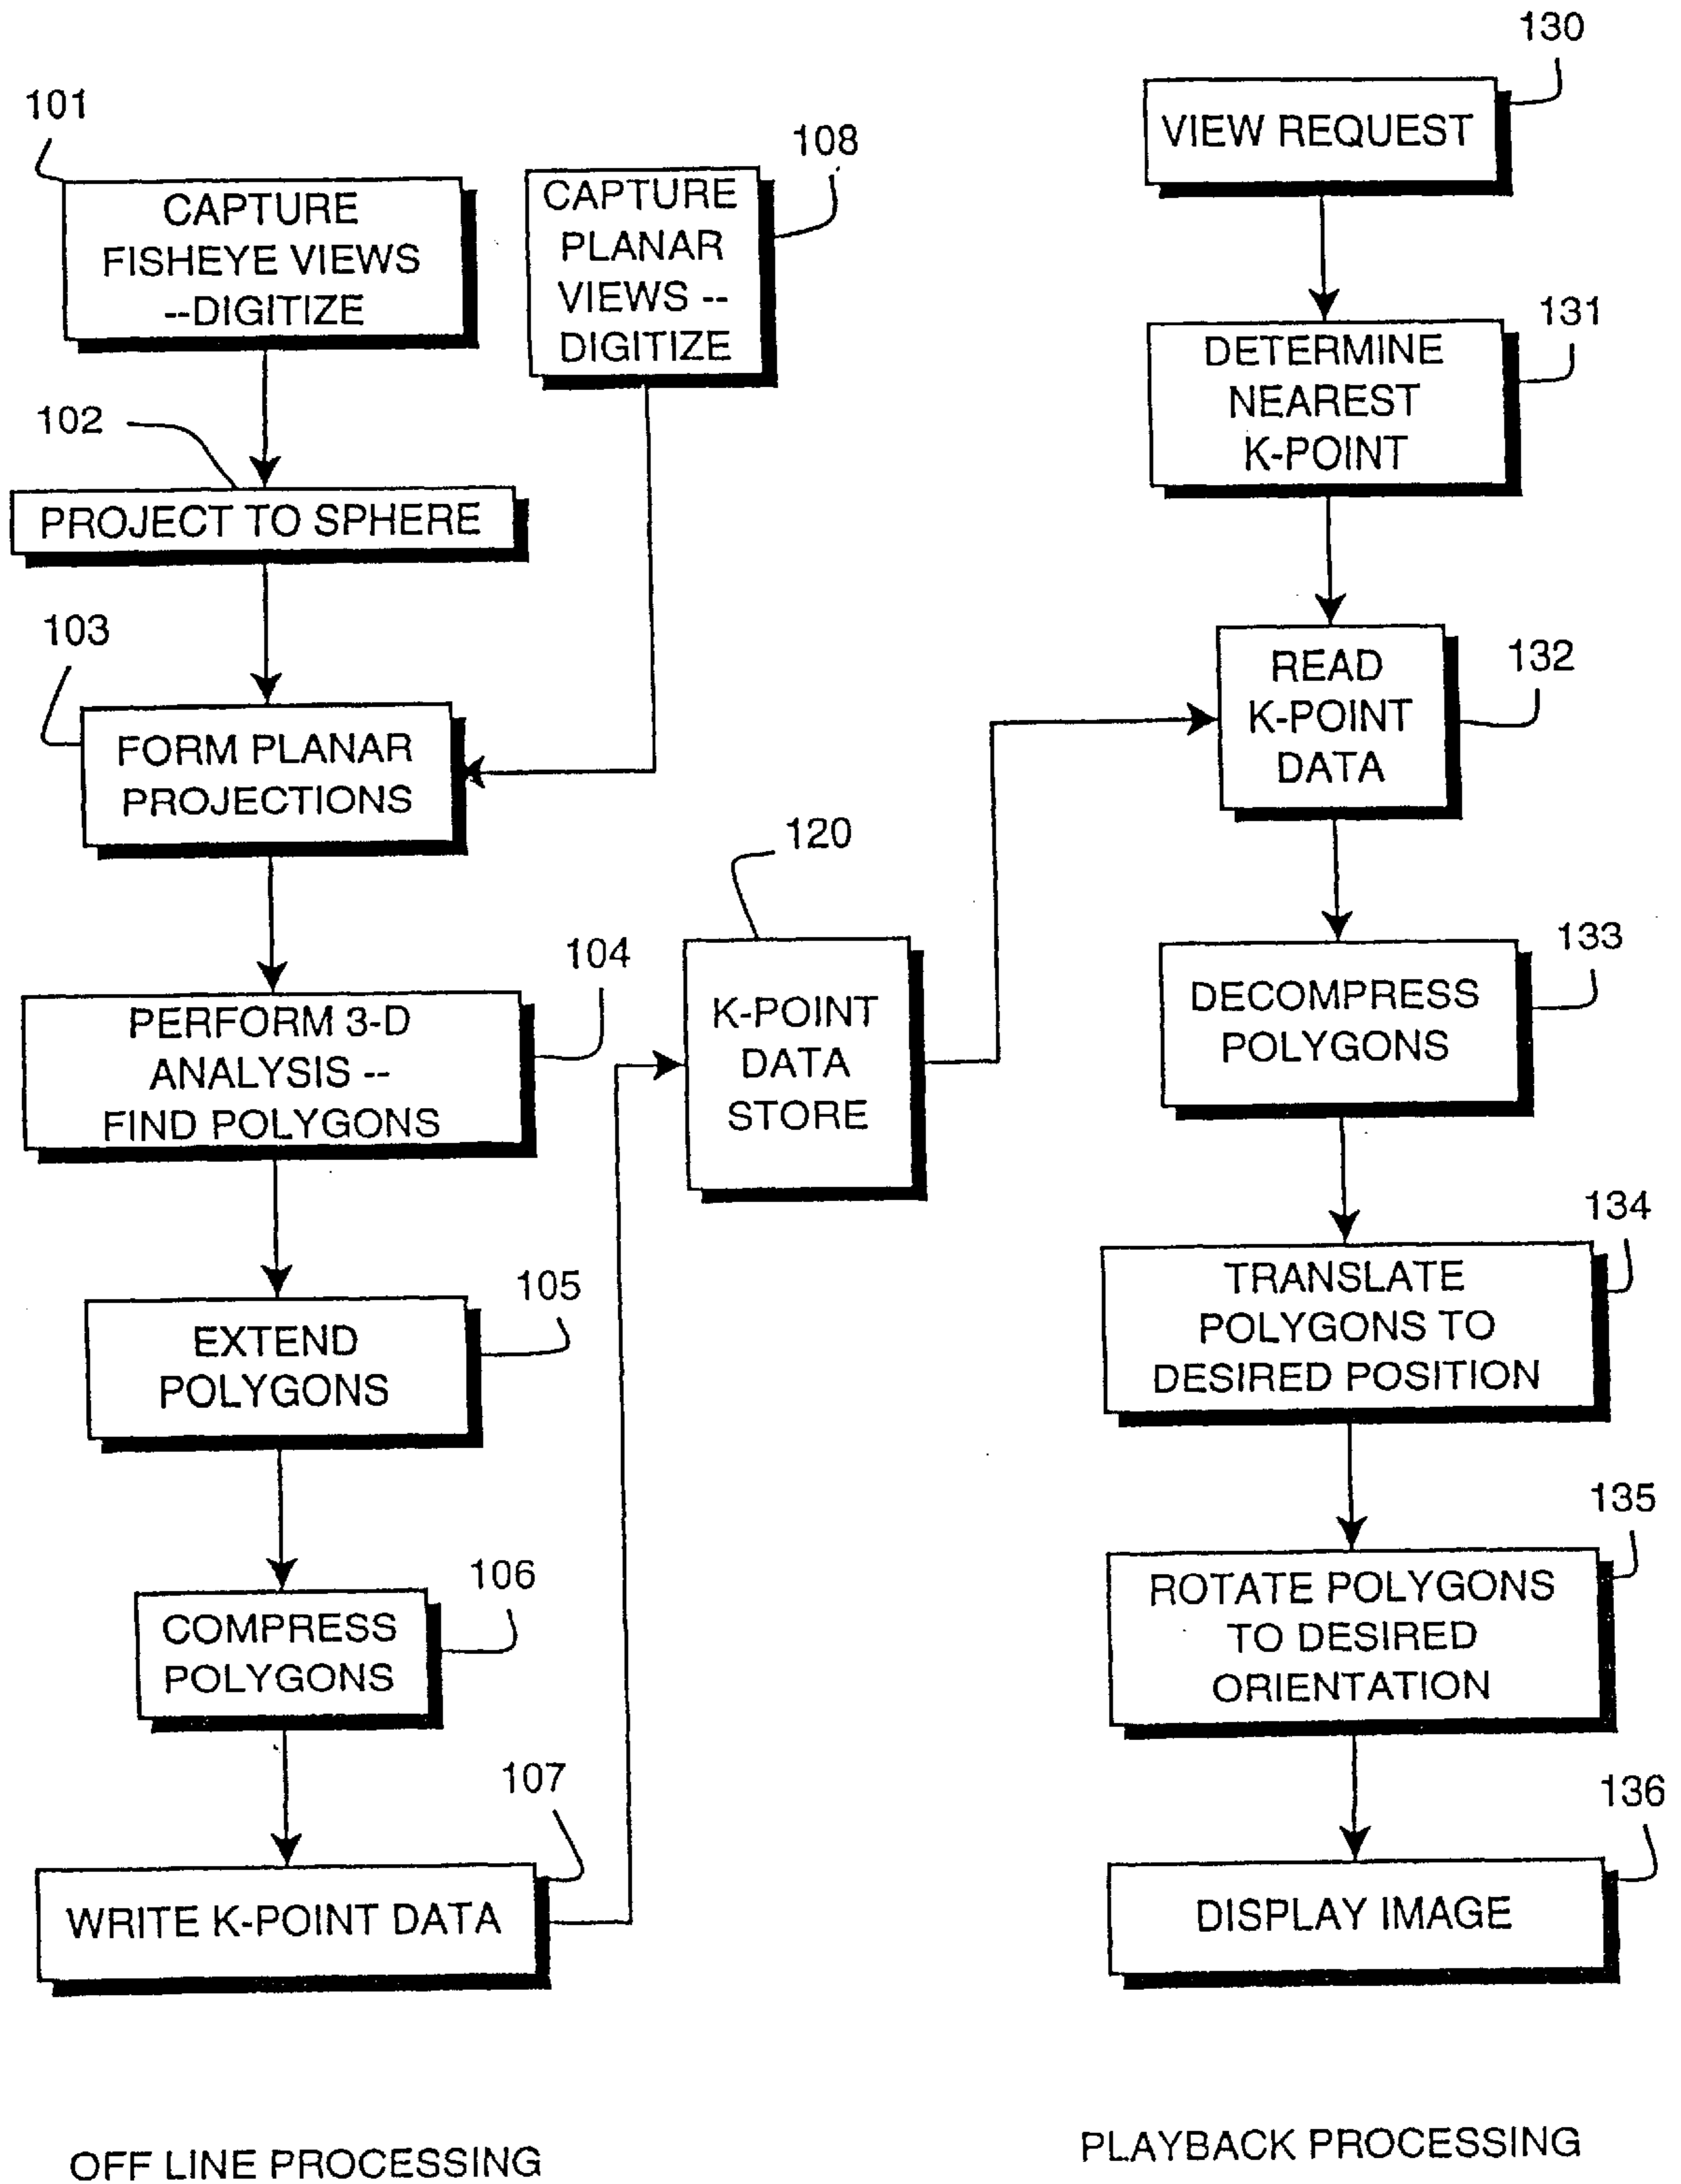 101
CAPTURE
FISHEYE VIEWS
--DIGITIZE
108
CAPTURE
PLANAR
VIEWS --
DIGITIZE
102
PROJECT TO SPHERE
103
FORM PLANAR
PROJECTIONS
104
PERFORM 3-D
ANALYSIS --
FIND POLYGONS
105
EXTEND
POLYGONS
106
COMPRESS
POLYGONS
107
WRITE K-POINT DATA
120
K-POINT
DATA
STORE
130
VIEW REQUEST
131
DETERMINE
NEAREST
K-POINT
132
READ
K-POINT
DATA
133
DECOMPRESS
POLYGONS
134
TRANSLATE
POLYGONS TO
DESIRED POSITION
135
ROTATE POLYGONS
TO DESIRED
ORIENTATION
136
DISPLAY IMAGE
OFF LINE PROCESSING
PLAYBACK PROCESSING